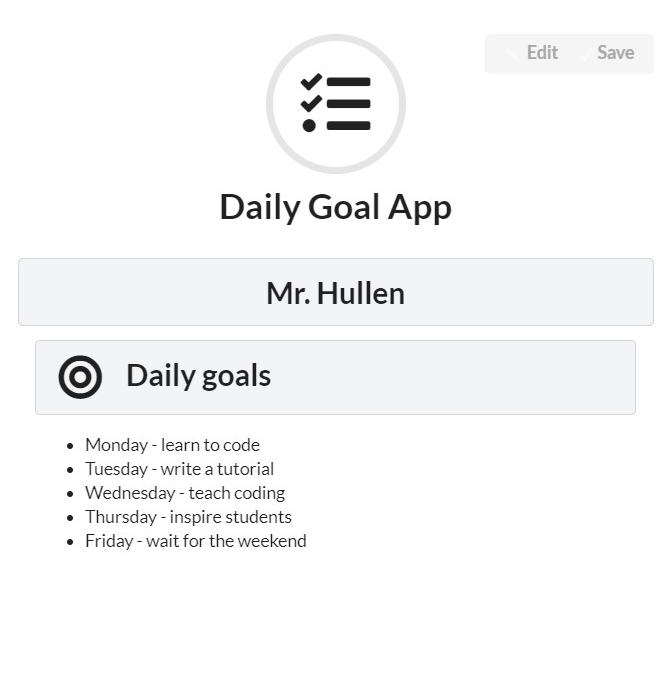 Edit Save
Daily Goal App
Mr. Hullen
Daily goals
Monday - learn to code
Tuesday - write a tutorial
Wednesday - teach coding
Thursday - inspire students
Friday - wait for the weekend